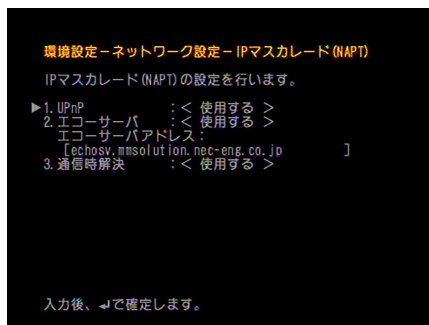 環境設定－ネットワーク設定－IPマスカレード(NAPT)
IPマスカレード(NAPT)の設定を行います。
▶1.UPnP :< 使用する >
2.エコーサーバ :< 使用する >
エコーサーバアドレス：
[echosv.mmsolution.nec-eng.co.jp ]
3.通信時解決 :< 使用する >
入力後、↵で確定します。